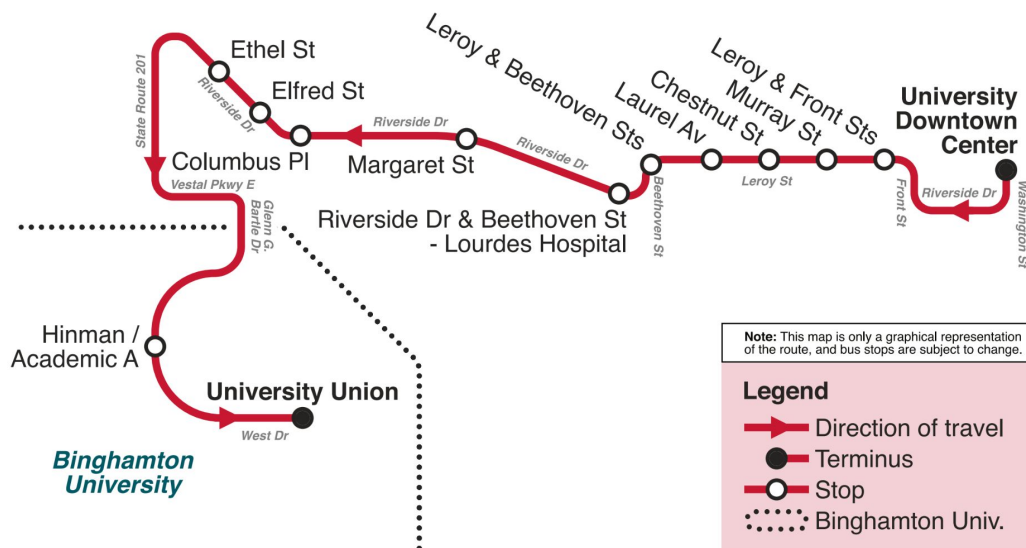 State Route 201
Ethel St
Riverside Dr
Elfred St
Columbus Pl
Riverside Dr
Margaret St
Riverside Dr
Riverside Dr & Beethoven St
- Lourdes Hospital
Leroy & Beethoven Sts
Beethoven St
Laurel Av
Chestnut St
Leroy St
Murray St
Leroy & Front Sts
Front St
Riverside Dr
University
Downtown
Center
Washington St
Vestal Pkwy E
Glenn G.
Bartle Dr
Hinman /
Academic A
University Union
West Dr
Binghamton
University
Note: This map is only a graphical representation
of the route, and bus stops are subject to change.
Legend
Direction of travel
Terminus
Stop
Binghamton Univ.